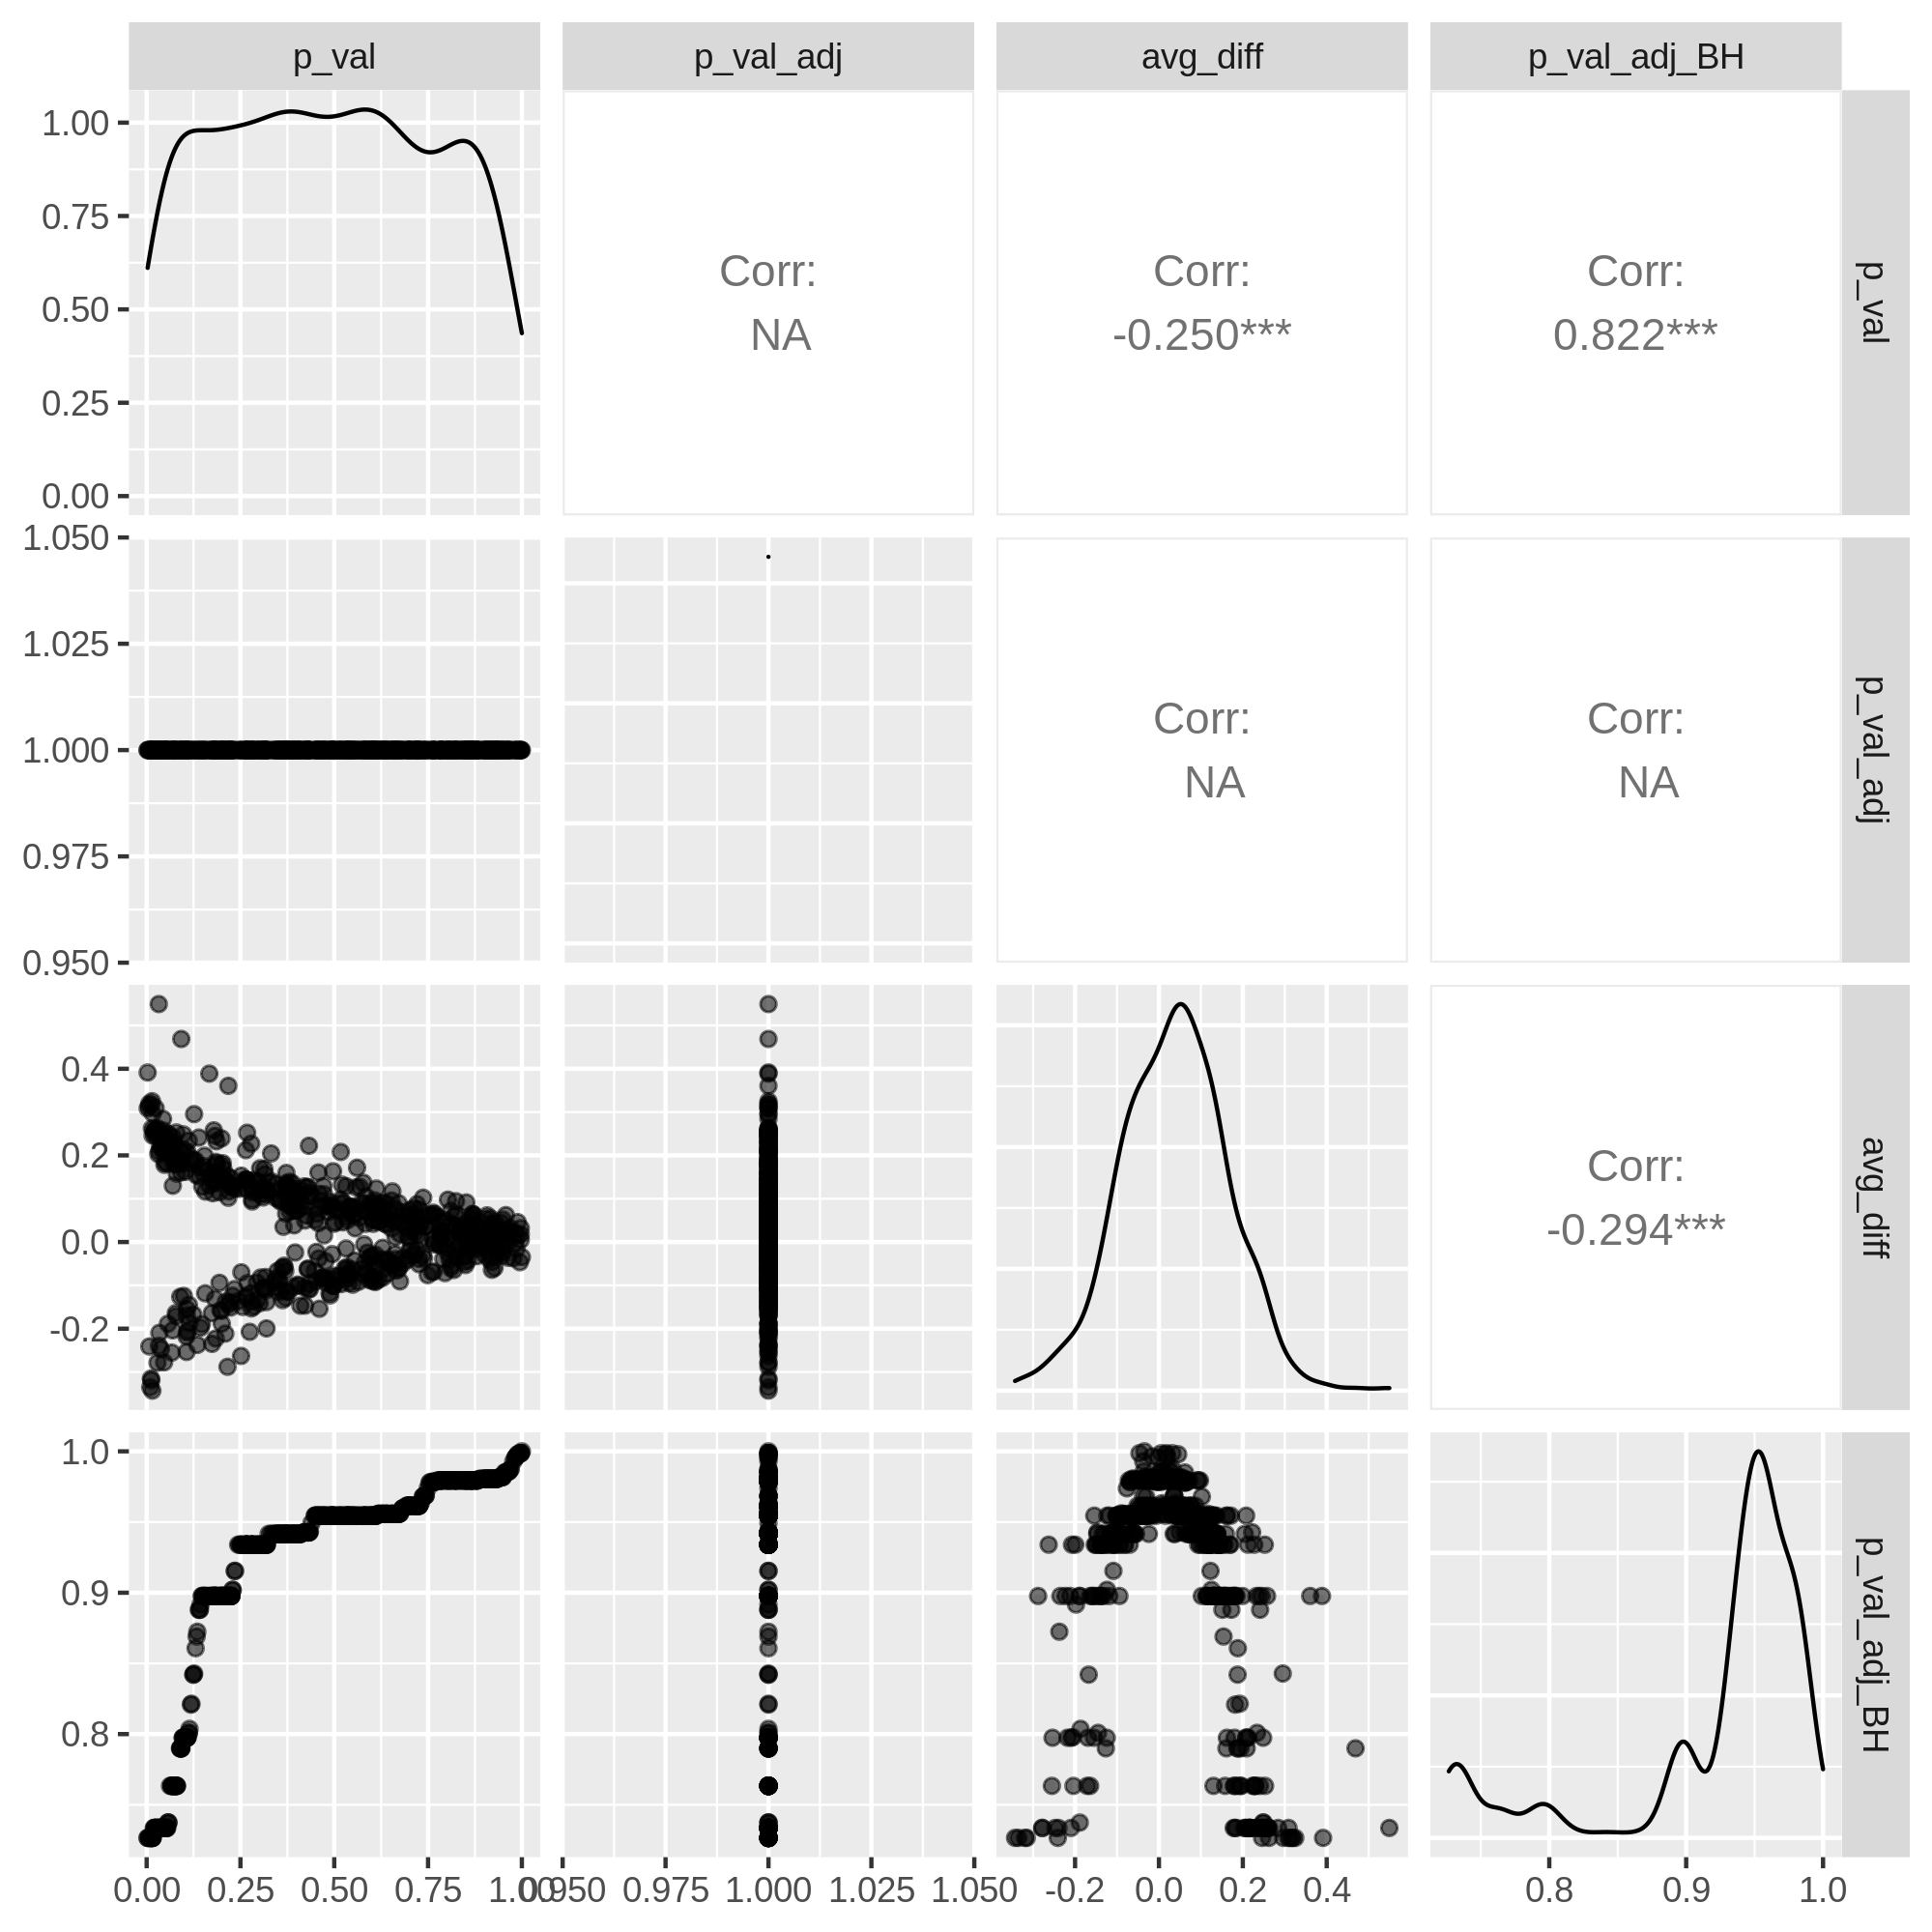 p_val
p_val_adj
avg_diff
p_val_adj_BH
1.00
0.75
0.50
0.25
0.00
Corr:
NA
Corr:
-0.250***
Corr:
0.822***
p_val
1.050
1.025
1.000
0.975
0.950
Corr:
NA
Corr:
NA
p_val_adj
0.4
0.2
0.0
-0.2
Corr:
-0.294***
avg_diff
1.0
0.9
0.8
p_val_adj_BH
0.00 0.25 0.50 0.75 1.00
0.950 0.975 1.000 1.025 1.050
-0.2 0.0 0.2 0.4
0.8 0.9 1.0